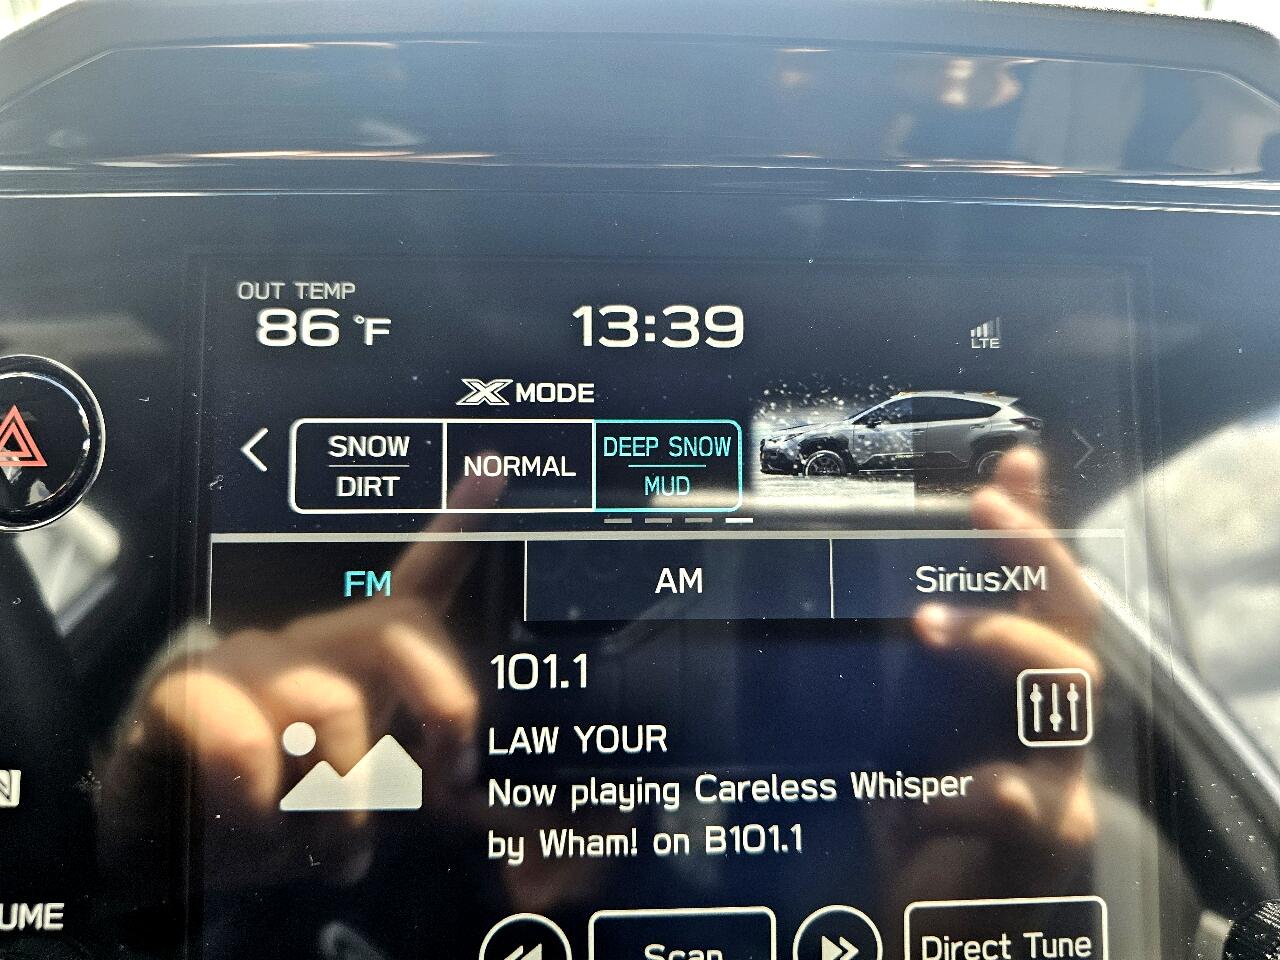 OUT TEMP
86 °F
13:39
LTE
X MODE
SNOW
DIRT
NORMAL
DEEP SNOW
MUD
FM
AM
SiriusXM
101.1
LAW YOUR
Now playing Careless Whisper
by Wham! on B101.1
UME
Scan
Direct Tune